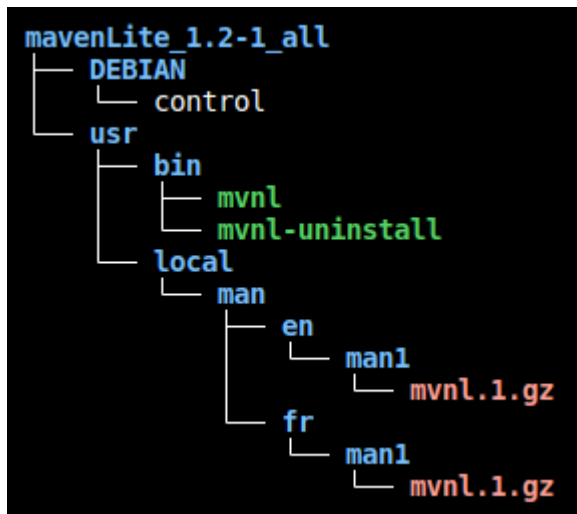 mavenLite_1.2-1_all
├── DEBIAN
│   └── control
└── usr
    ├── bin
    │   ├── mvnl
    │   └── mvnl-uninstall
    └── local
        └── man
            ├── en
            │   └── man1
            │       └── mvnl.1.gz
            └── fr
                └── man1
                    └── mvnl.1.gz